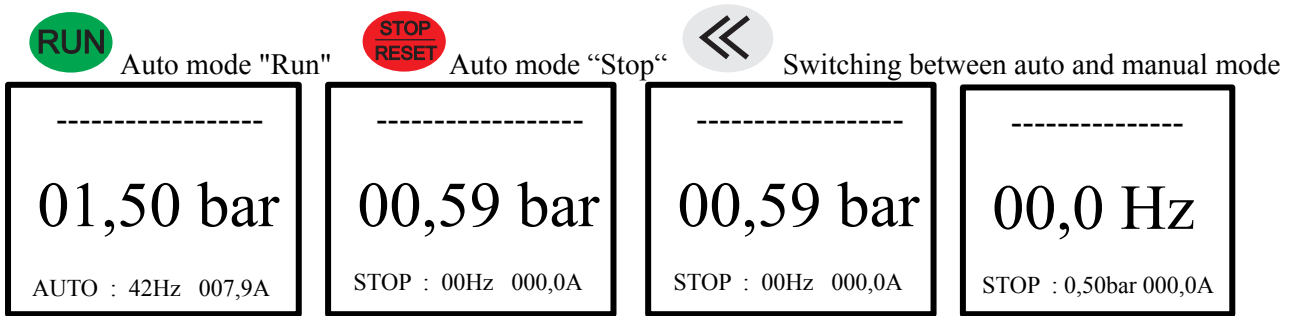 RUN Auto mode "Run"
STOP
RESET Auto mode “Stop“
Switching between auto and manual mode
------------------
01,50 bar
AUTO : 42Hz 007,9A
------------------
00,59 bar
STOP : 00Hz 000,0A
------------------
00,59 bar
STOP : 00Hz 000,0A
---------------
00,0 Hz
STOP : 0,50bar 000,0A